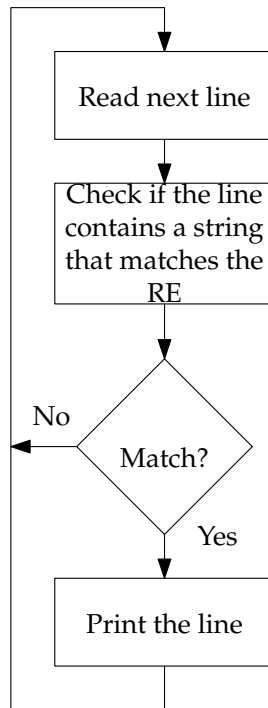 Read next line
Check if the line
contains a string
that matches the
RE
No
Match?
Yes
Print the line